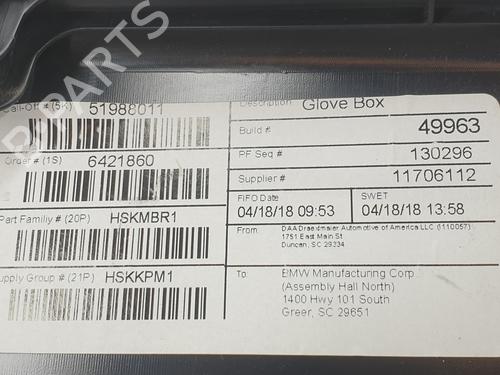 PARTS
Call-Off # (5K) 51988011
Order # (1S) 6421860
Part Family # (20P) HSKMBR1
Supply Group # (21P) HSKKPM1
Description Glove Box
Build # 49963
PF Seq # 130296
Supplier # 11706112
FIFO Date
04/18/18 09:53
SWET
04/18/18 13:58
From: DAA Draexlmaier Automotive of America LLC (1110057)
1751 East Main St
Duncan, SC 29334
To: BMW Manufacturing Corp.
(Assembly Hall North)
1400 Hwy 101 South
Greer, SC 29651